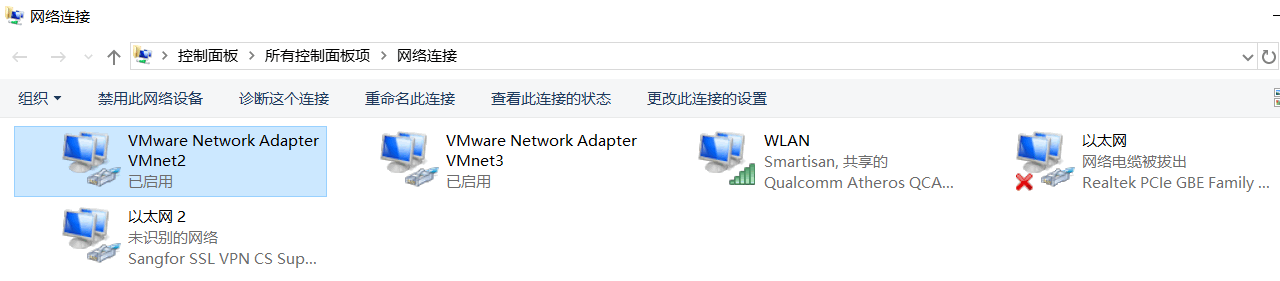 网络连接
控制面板 > 所有控制面板项 > 网络连接
组织 禁用此网络设备 诊断这个连接 重命名此连接 查看此连接的状态 更改此连接的设置
VMware Network Adapter
VMnet2
已启用
VMware Network Adapter
VMnet3
已启用
WLAN
Smartisan, 共享的
Qualcomm Atheros QCA...
以太网
网络电缆被拔出
Realtek PCIe GBE Family ...
以太网 2
未识别的网络
Sangfor SSL VPN CS Sup...